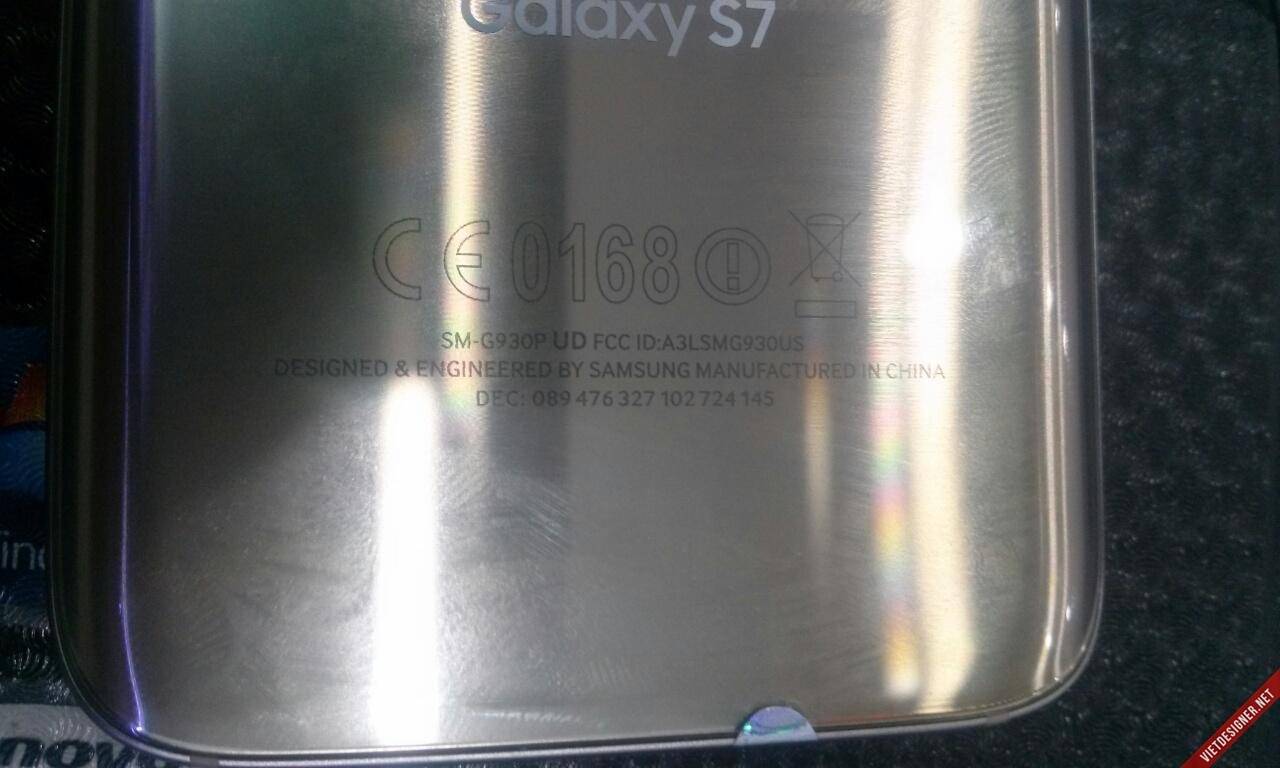 Galaxy S7
CE0168
SM-G930P UD FCC ID:A3LSMG930US
DESIGNED & ENGINEERED BY SAMSUNG MANUFACTURED IN CHINA
DEC: 089 476 327 102 724 145
VIETDESIGNER.NET